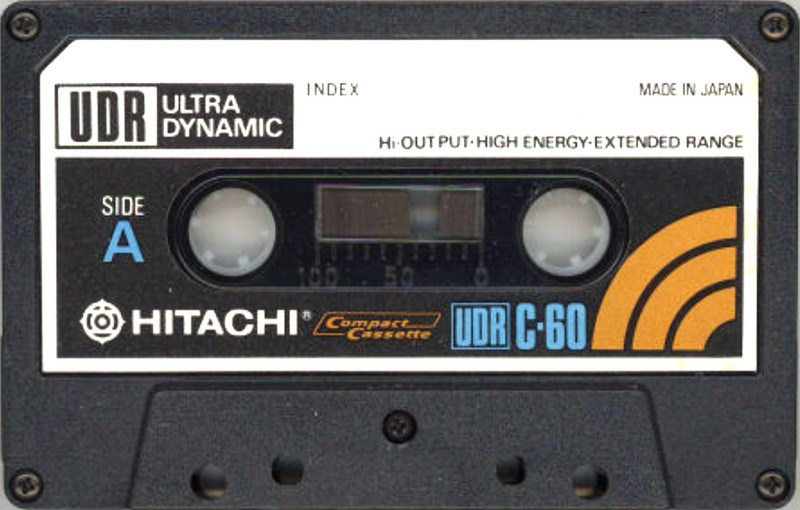 UDR ULTRA DYNAMIC
INDEX
MADE IN JAPAN
Hi·OUTPUT·HIGH ENERGY·EXTENDED RANGE
SIDE
A
100 50 0
HITACHI®
Compact Cassette
UDR C·60